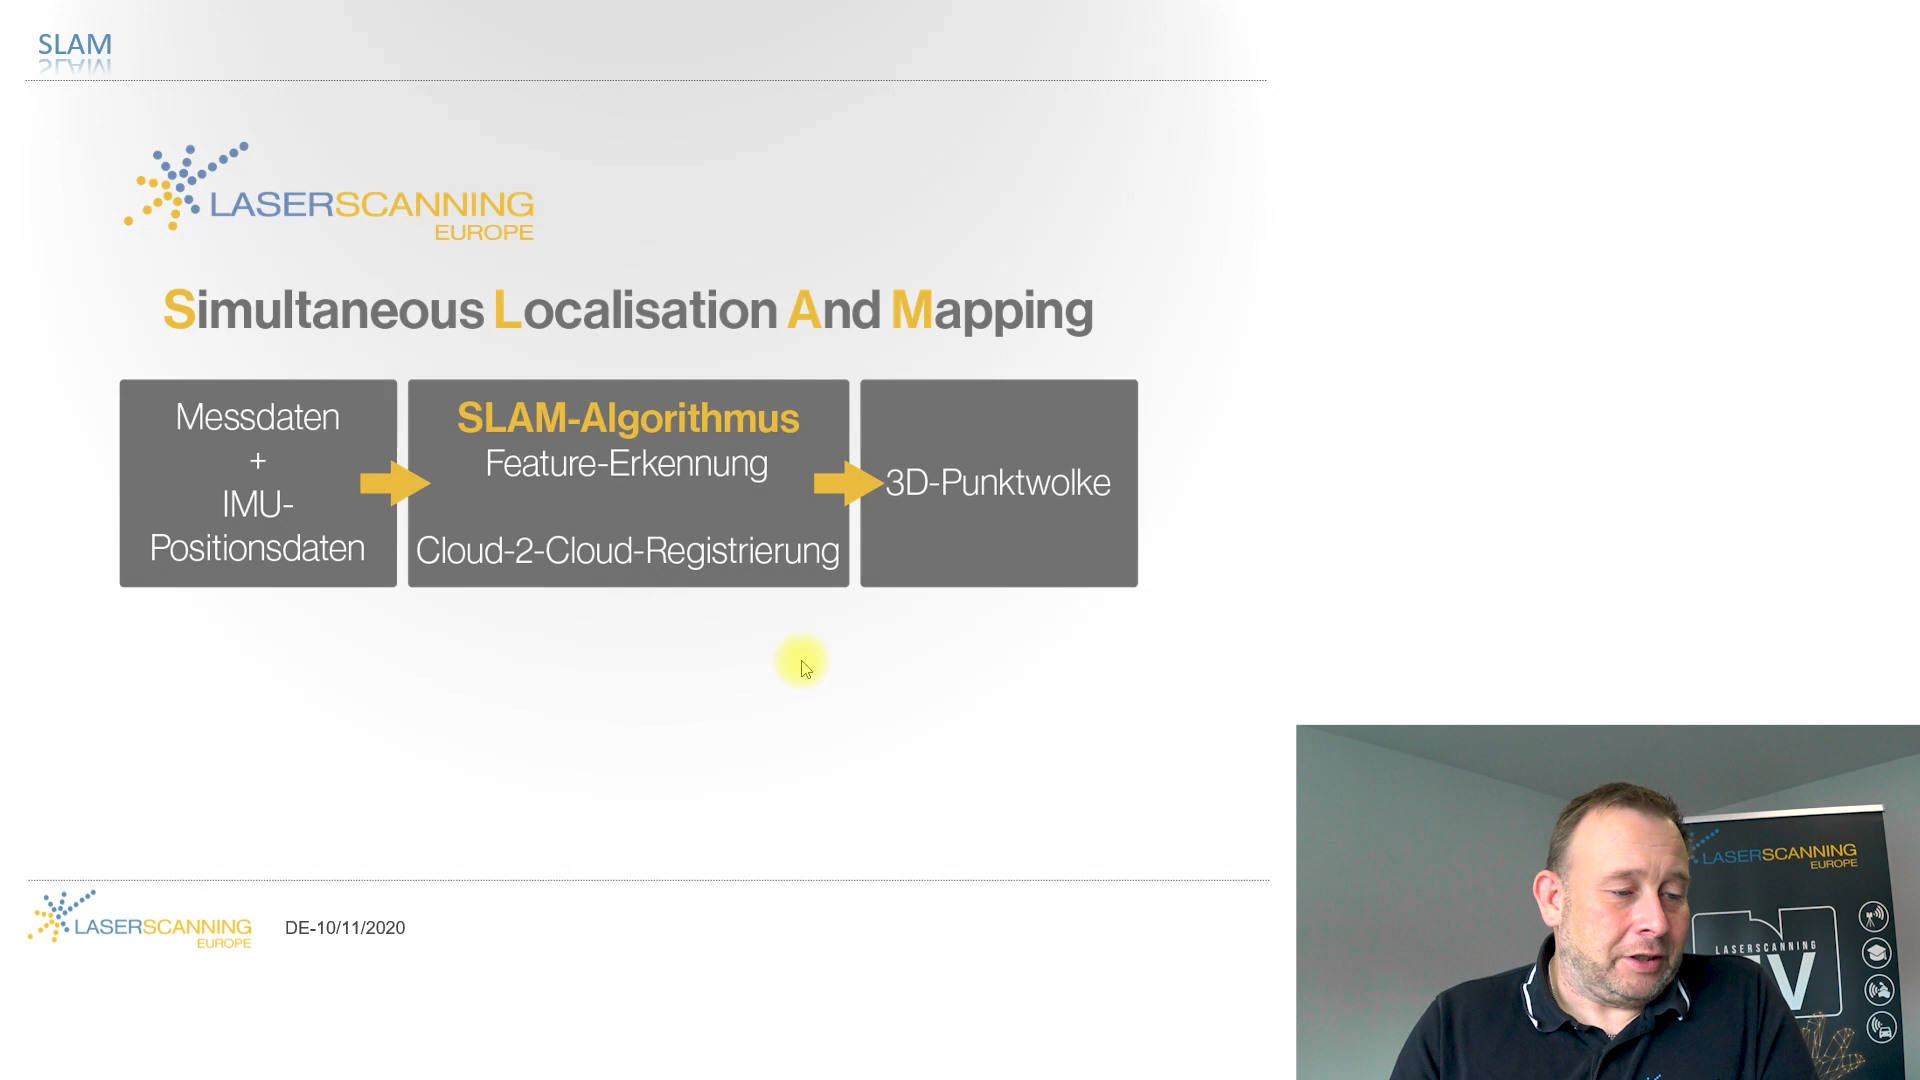 SLAM
LASERSCANNING
EUROPE
Simultaneous Localisation And Mapping
Messdaten
+
IMU-
Positionsdaten
SLAM-Algorithmus
Feature-Erkennung
Cloud-2-Cloud-Registrierung
3D-Punktwolke
LASERSCANNING
EUROPE
DE-10/11/2020
LASERSCANNING
EUROPE
LASERSCANNING